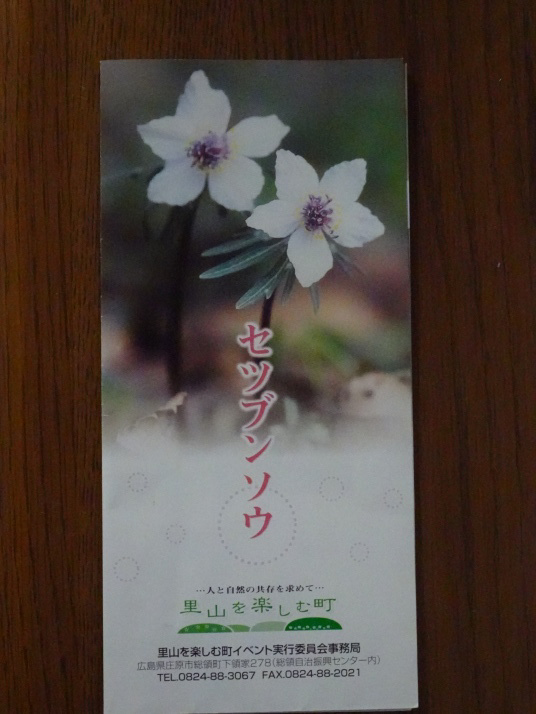 セツブンソウ
…人と自然の共存を求めて…
里山を楽しむ町
里山を楽しむ町イベント実行委員会事務局
広島県庄原市総領町下領家278(総領自治振興センター内)
TEL.0824-88-3067 FAX.0824-88-2021